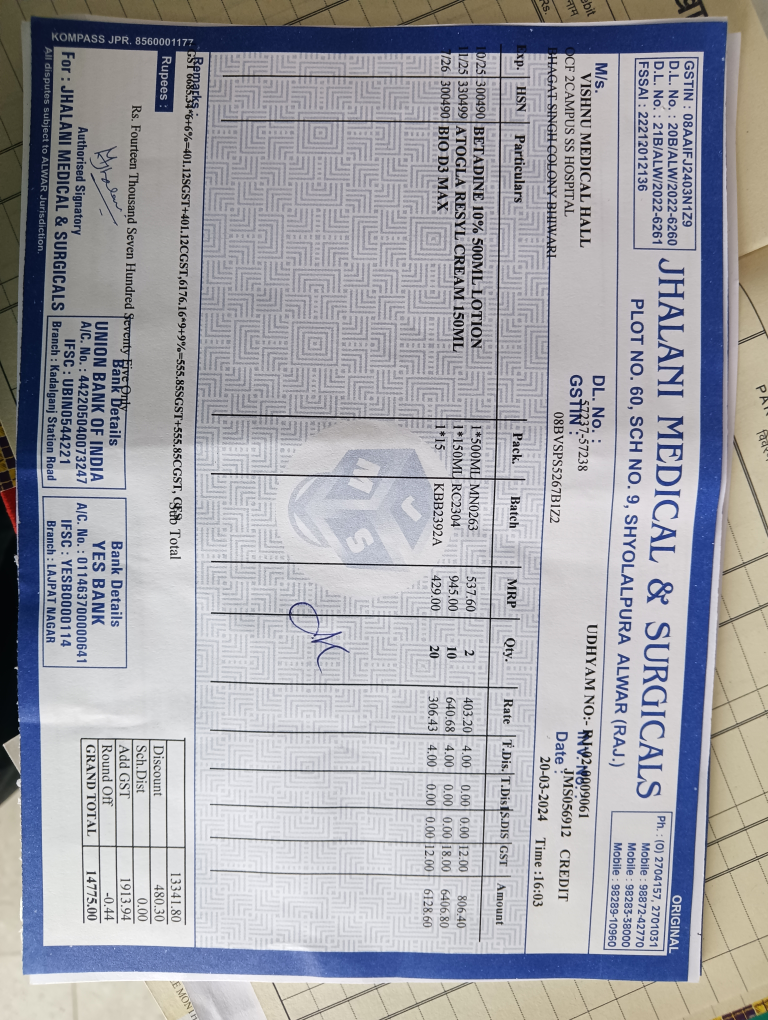 ORIGINAL
GSTIN : 08AAIFJ2403N1Z9
D.L. No. : 20B/ALW/2022-6260
D.L. No. : 21B/ALW/2022-6261
FSSAI : 22212012136
JHALANI MEDICAL & SURGICALS
PLOT NO. 60, SCH NO. 9, SHYOLALPURA ALWAR (RAJ.)
Ph. : (O) 2704157, 2701031
Mobile : 98872-42770
Mobile : 98283-38000
Mobile : 98289-10960
M/s. VISHNU MEDICAL HALL
OCF 2CAMPUS SS HOSPITAL
BHAGAT SINGH COLONY BHIWARI
DL. No. : 57237-57238
GSTIN : 08BVSPS5267B1Z2
UDHYAM NO:- RJ-02-0009061
INV. No. : JMS056912 CREDIT
Date : 20-03-2024 Time :16:03
Exp. HSN Particulars Pack. Batch MRP Qty. Rate T.Dis. T.Dis1 S.DIS GST Amount
10/25 300490 BETADINE 10% 500ML LOTION 1*500ML MN0263 537.60 2 403.20 4.00 0.00 0.00 12.00 806.40
11/25 330499 ATOGLA RESYL CREAM 150ML 1*150ML RC2304 945.00 10 640.68 4.00 0.00 0.00 18.00 6406.80
7/26 300490 BIO D3 MAX 1*15 KBB2392A 429.00 20 306.43 4.00 0.00 0.00 12.00 6128.60
JMS
Remarks :
GST 6685.34*6+6%=401.12SGST+401.12CGST,6176.16*9+9%=555.85SGST+555.85CGST,
Sub Total 13341.80
Discount 480.30
Sch.Dist 0.00
Add GST 1913.94
Round Off -0.44
GRAND TOTAL 14775.00
Rupees :
Rs. Fourteen Thousand Seven Hundred Seventy Five Only
Authorised Signatory
For : JHALANI MEDICAL & SURGICALS
All disputes subject to ALWAR Jurisdiction.
Bank Details
UNION BANK OF INDIA
A/C. No. : 442205040073247
IFSC : UBIN0544221
Branch : Kadalganj Station Road
Bank Details
YES BANK
A/C. No. : 011463700000641
IFSC : YESB0000114
Branch : LAJPAT NAGAR
KOMPASS JPR. 8560001177